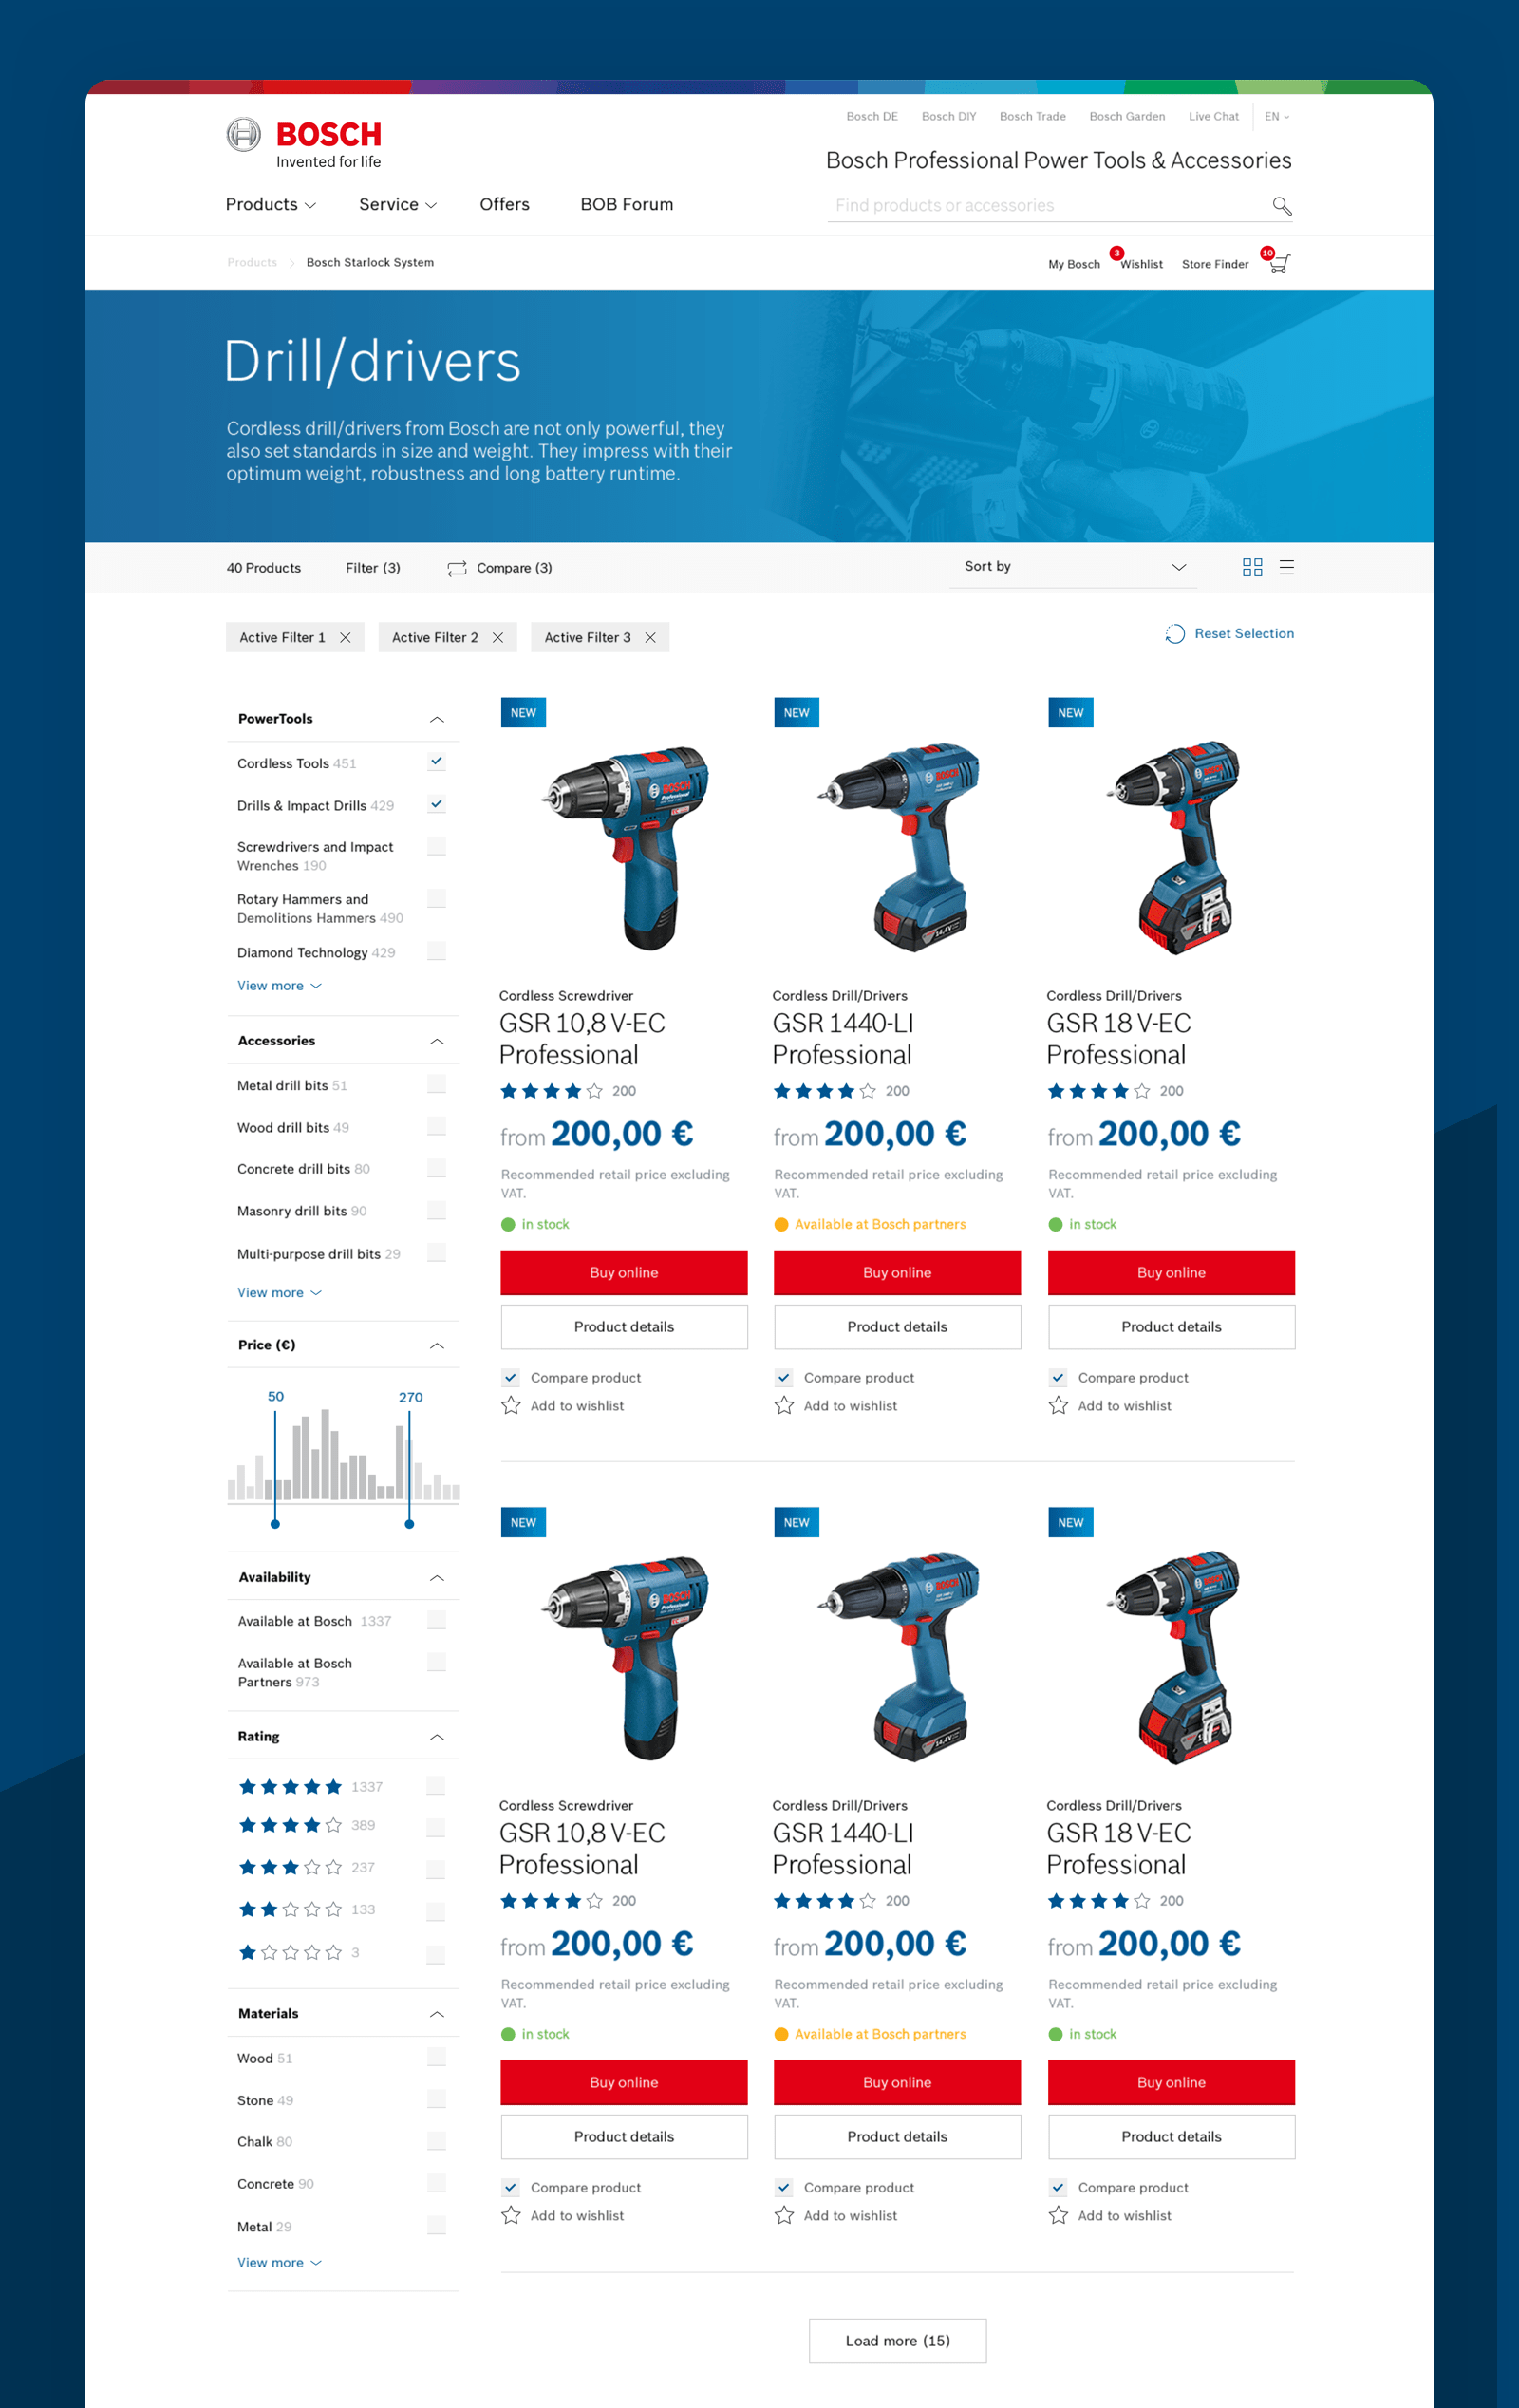 Bosch DE Bosch DIY Bosch Trade Bosch Garden Live Chat EN
BOSCH
Invented for life
Bosch Professional Power Tools & Accessories
Products Service Offers BOB Forum
Find products or accessories
Products Bosch Starlock System
My Bosch 3 Wishlist Store Finder 10
Drill/drivers
Cordless drill/drivers from Bosch are not only powerful, they
also set standards in size and weight. They impress with their
optimum weight, robustness and long battery runtime.
40 Products Filter (3) Compare (3) Sort by
Active Filter 1 Active Filter 2 Active Filter 3 Reset Selection
PowerTools
Cordless Tools 451
Drills & Impact Drills 429
Screwdrivers and Impact
Wrenches 190
Rotary Hammers and
Demolitions Hammers 490
Diamond Technology 429
View more
Accessories
Metal drill bits 51
Wood drill bits 49
Concrete drill bits 80
Masonry drill bits 90
Multi-purpose drill bits 29
View more
Price (€)
50 270
Availability
Available at Bosch 1337
Available at Bosch
Partners 973
Rating
1337
389
237
133
3
Materials
Wood 51
Stone 49
Chalk 80
Concrete 90
Metal 29
View more
NEW
BOSCH
Professional
Cordless Screwdriver
GSR 10,8 V-EC
Professional
200
from 200,00 €
Recommended retail price excluding
VAT.
in stock
Buy online
Product details
Compare product
Add to wishlist
NEW
BOSCH
14,4V
Cordless Drill/Drivers
GSR 1440-LI
Professional
200
from 200,00 €
Recommended retail price excluding
VAT.
Available at Bosch partners
Buy online
Product details
Compare product
Add to wishlist
NEW
BOSCH
Cordless Drill/Drivers
GSR 18 V-EC
Professional
200
from 200,00 €
Recommended retail price excluding
VAT.
in stock
Buy online
Product details
Compare product
Add to wishlist
NEW
BOSCH
Professional
Cordless Screwdriver
GSR 10,8 V-EC
Professional
200
from 200,00 €
Recommended retail price excluding
VAT.
in stock
Buy online
Product details
Compare product
Add to wishlist
NEW
BOSCH
14,4V
Cordless Drill/Drivers
GSR 1440-LI
Professional
200
from 200,00 €
Recommended retail price excluding
VAT.
Available at Bosch partners
Buy online
Product details
Compare product
Add to wishlist
NEW
BOSCH
Cordless Drill/Drivers
GSR 18 V-EC
Professional
200
from 200,00 €
Recommended retail price excluding
VAT.
in stock
Buy online
Product details
Compare product
Add to wishlist
Load more (15)